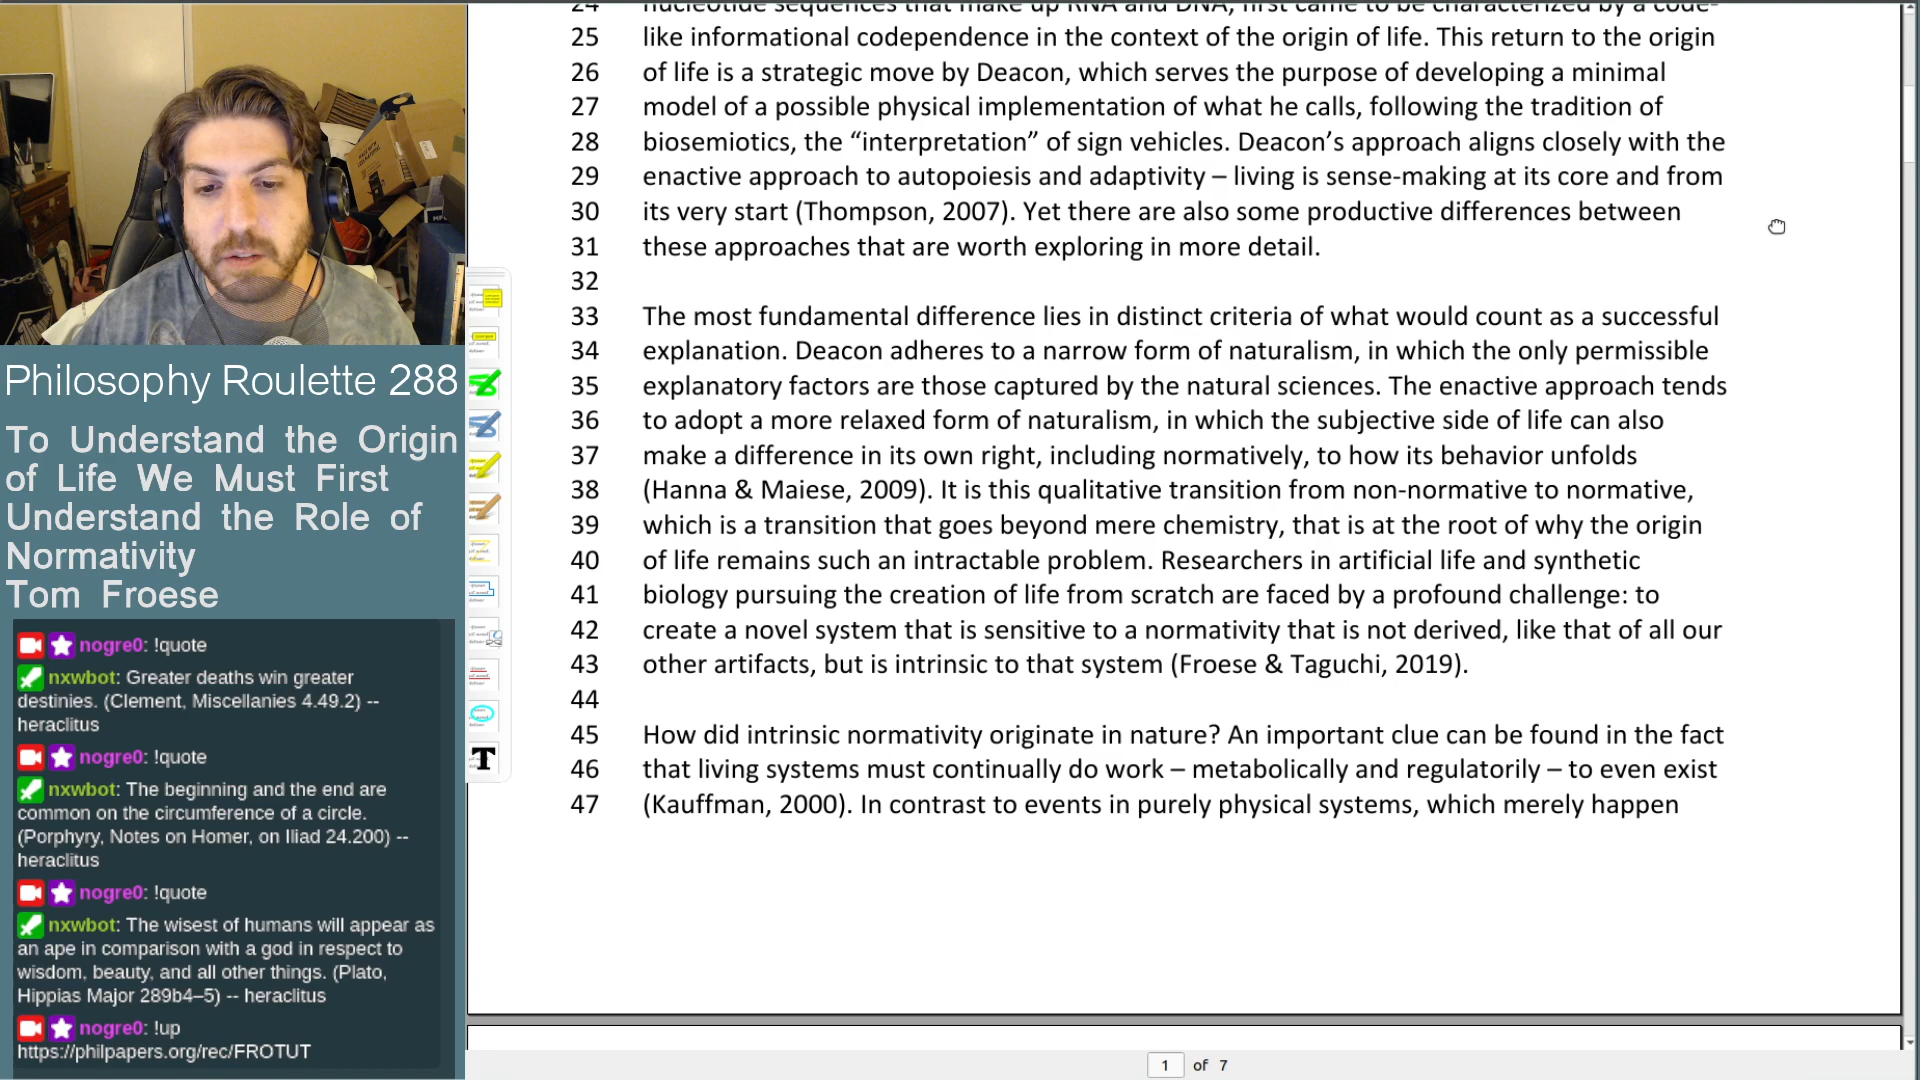 Philosophy Roulette 288
To Understand the Origin
of Life We Must First
Understand the Role of
Normativity
Tom Froese
nogre0: !quote
nxwbot: Greater deaths win greater
destinies. (Clement, Miscellanies 4.49.2) --
heraclitus
nogre0: !quote
nxwbot: The beginning and the end are
common on the circumference of a circle.
(Porphyry, Notes on Homer, on Iliad 24.200) --
heraclitus
nogre0: !quote
nxwbot: The wisest of humans will appear as
an ape in comparison with a god in respect to
wisdom, beauty, and all other things. (Plato,
Hippias Major 289b4–5) -- heraclitus
nogre0: !up
https://philpapers.org/rec/FROTUT
24 nucleotide sequences that make up RNA and DNA, first came to be characterized by a code-
25 like informational codependence in the context of the origin of life. This return to the origin
26 of life is a strategic move by Deacon, which serves the purpose of developing a minimal
27 model of a possible physical implementation of what he calls, following the tradition of
28 biosemiotics, the “interpretation” of sign vehicles. Deacon’s approach aligns closely with the
29 enactive approach to autopoiesis and adaptivity – living is sense-making at its core and from
30 its very start (Thompson, 2007). Yet there are also some productive differences between
31 these approaches that are worth exploring in more detail.
32
33 The most fundamental difference lies in distinct criteria of what would count as a successful
34 explanation. Deacon adheres to a narrow form of naturalism, in which the only permissible
35 explanatory factors are those captured by the natural sciences. The enactive approach tends
36 to adopt a more relaxed form of naturalism, in which the subjective side of life can also
37 make a difference in its own right, including normatively, to how its behavior unfolds
38 (Hanna & Maiese, 2009). It is this qualitative transition from non-normative to normative,
39 which is a transition that goes beyond mere chemistry, that is at the root of why the origin
40 of life remains such an intractable problem. Researchers in artificial life and synthetic
41 biology pursuing the creation of life from scratch are faced by a profound challenge: to
42 create a novel system that is sensitive to a normativity that is not derived, like that of all our
43 other artifacts, but is intrinsic to that system (Froese & Taguchi, 2019).
44
45 How did intrinsic normativity originate in nature? An important clue can be found in the fact
46 that living systems must continually do work – metabolically and regulatorily – to even exist
47 (Kauffman, 2000). In contrast to events in purely physical systems, which merely happen
T
1 of 7